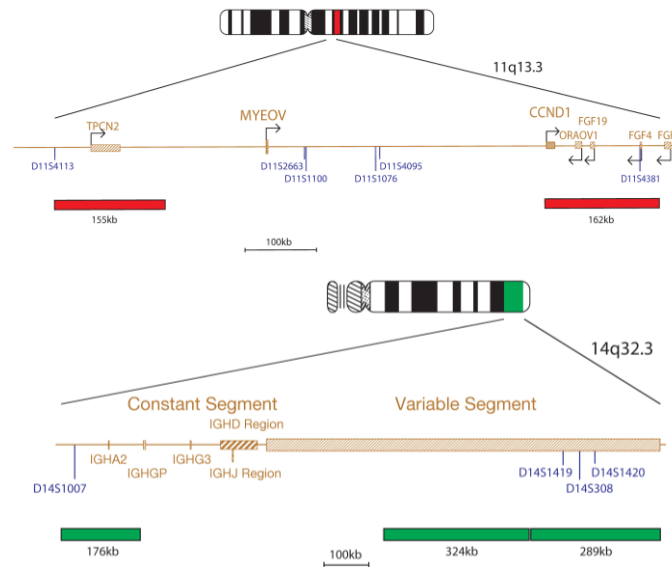 11q13.3
TPCN2
MYEOV
CCND1
FGF19
ORAOV1
FGF4
FGF
D11S4113
D11S2663
D11S1100
D11S4095
D11S1076
D11S4381
155kb
162kb
100kb
14q32.3
Constant Segment
Variable Segment
IGHD Region
IGHA2
IGHGP
IGHG3
IGHJ Region
D14S1007
D14S1419
D14S1420
D14S308
176kb
324kb
289kb
100kb